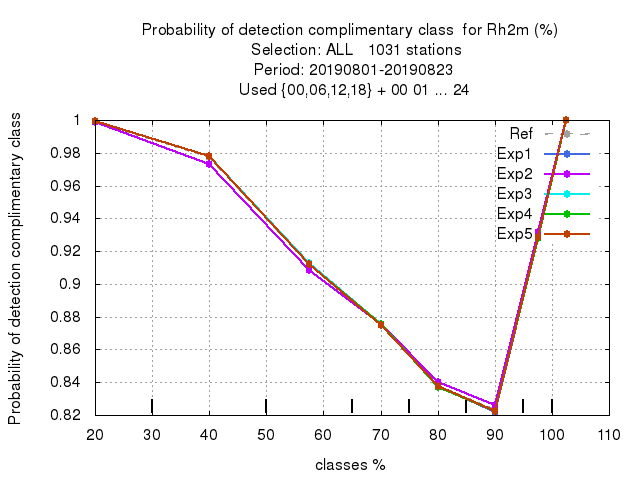 Probability of detection complimentary class  for Rh2m (%)
Selection: ALL   1031 stations
Period: 20190801-20190823
Used {00,06,12,18} + 00 01 ... 24
Probability of detection complimentary class
1
0.98
0.96
0.94
0.92
0.9
0.88
0.86
0.84
0.82
Ref
Exp1
Exp2
Exp3
Exp4
Exp5
20 30 40 50 60 70 80 90 100 110
classes %